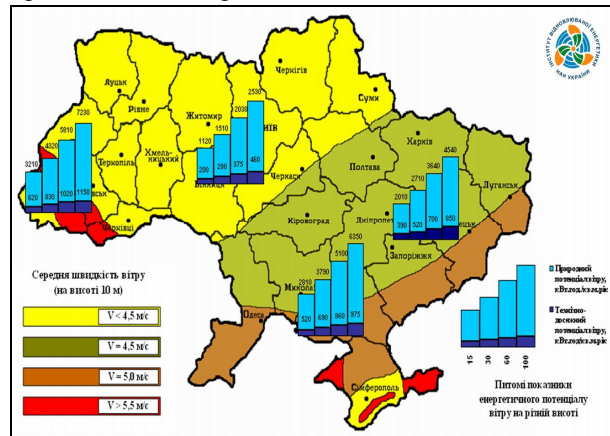 ІНСТИТУТ ВІДНОВЛЮВАНОЇ ЕНЕРГЕТИКИ
НАН УКРАЇНИ
Чернігів
Луцьк
Рівне
Суми
Житомир
2530
2030
1510
1120
200
280
375
460
7230
5810
4320
3210
620
830
1020
1150
Тернопіль
Хмель-
ницький
Вінниця
Черкаси
Чернівці
Полтава
Харків
Луганськ
Кіровоград
Дніпропе
Запоріжжя
4540
3640
2710
2010
390
520
700
850
Микола
Одеса
6350
5100
3790
2810
520
690
860
975
Сімферополь
Середня швидкість вітру
(на висоті 10 м)
V < 4,5 м/с
V = 4,5 м/с
V = 5,0 м/с
V > 5,5 м/с
Природний
потенціал вітру,
кВт.год/кв.м.рік
Технічно-
досяжний
потенціал вітру,
кВт.год/кв.м.рік
15
30
60
100
Питомі показники
енергетичного потенціалу
вітру на різній висоті